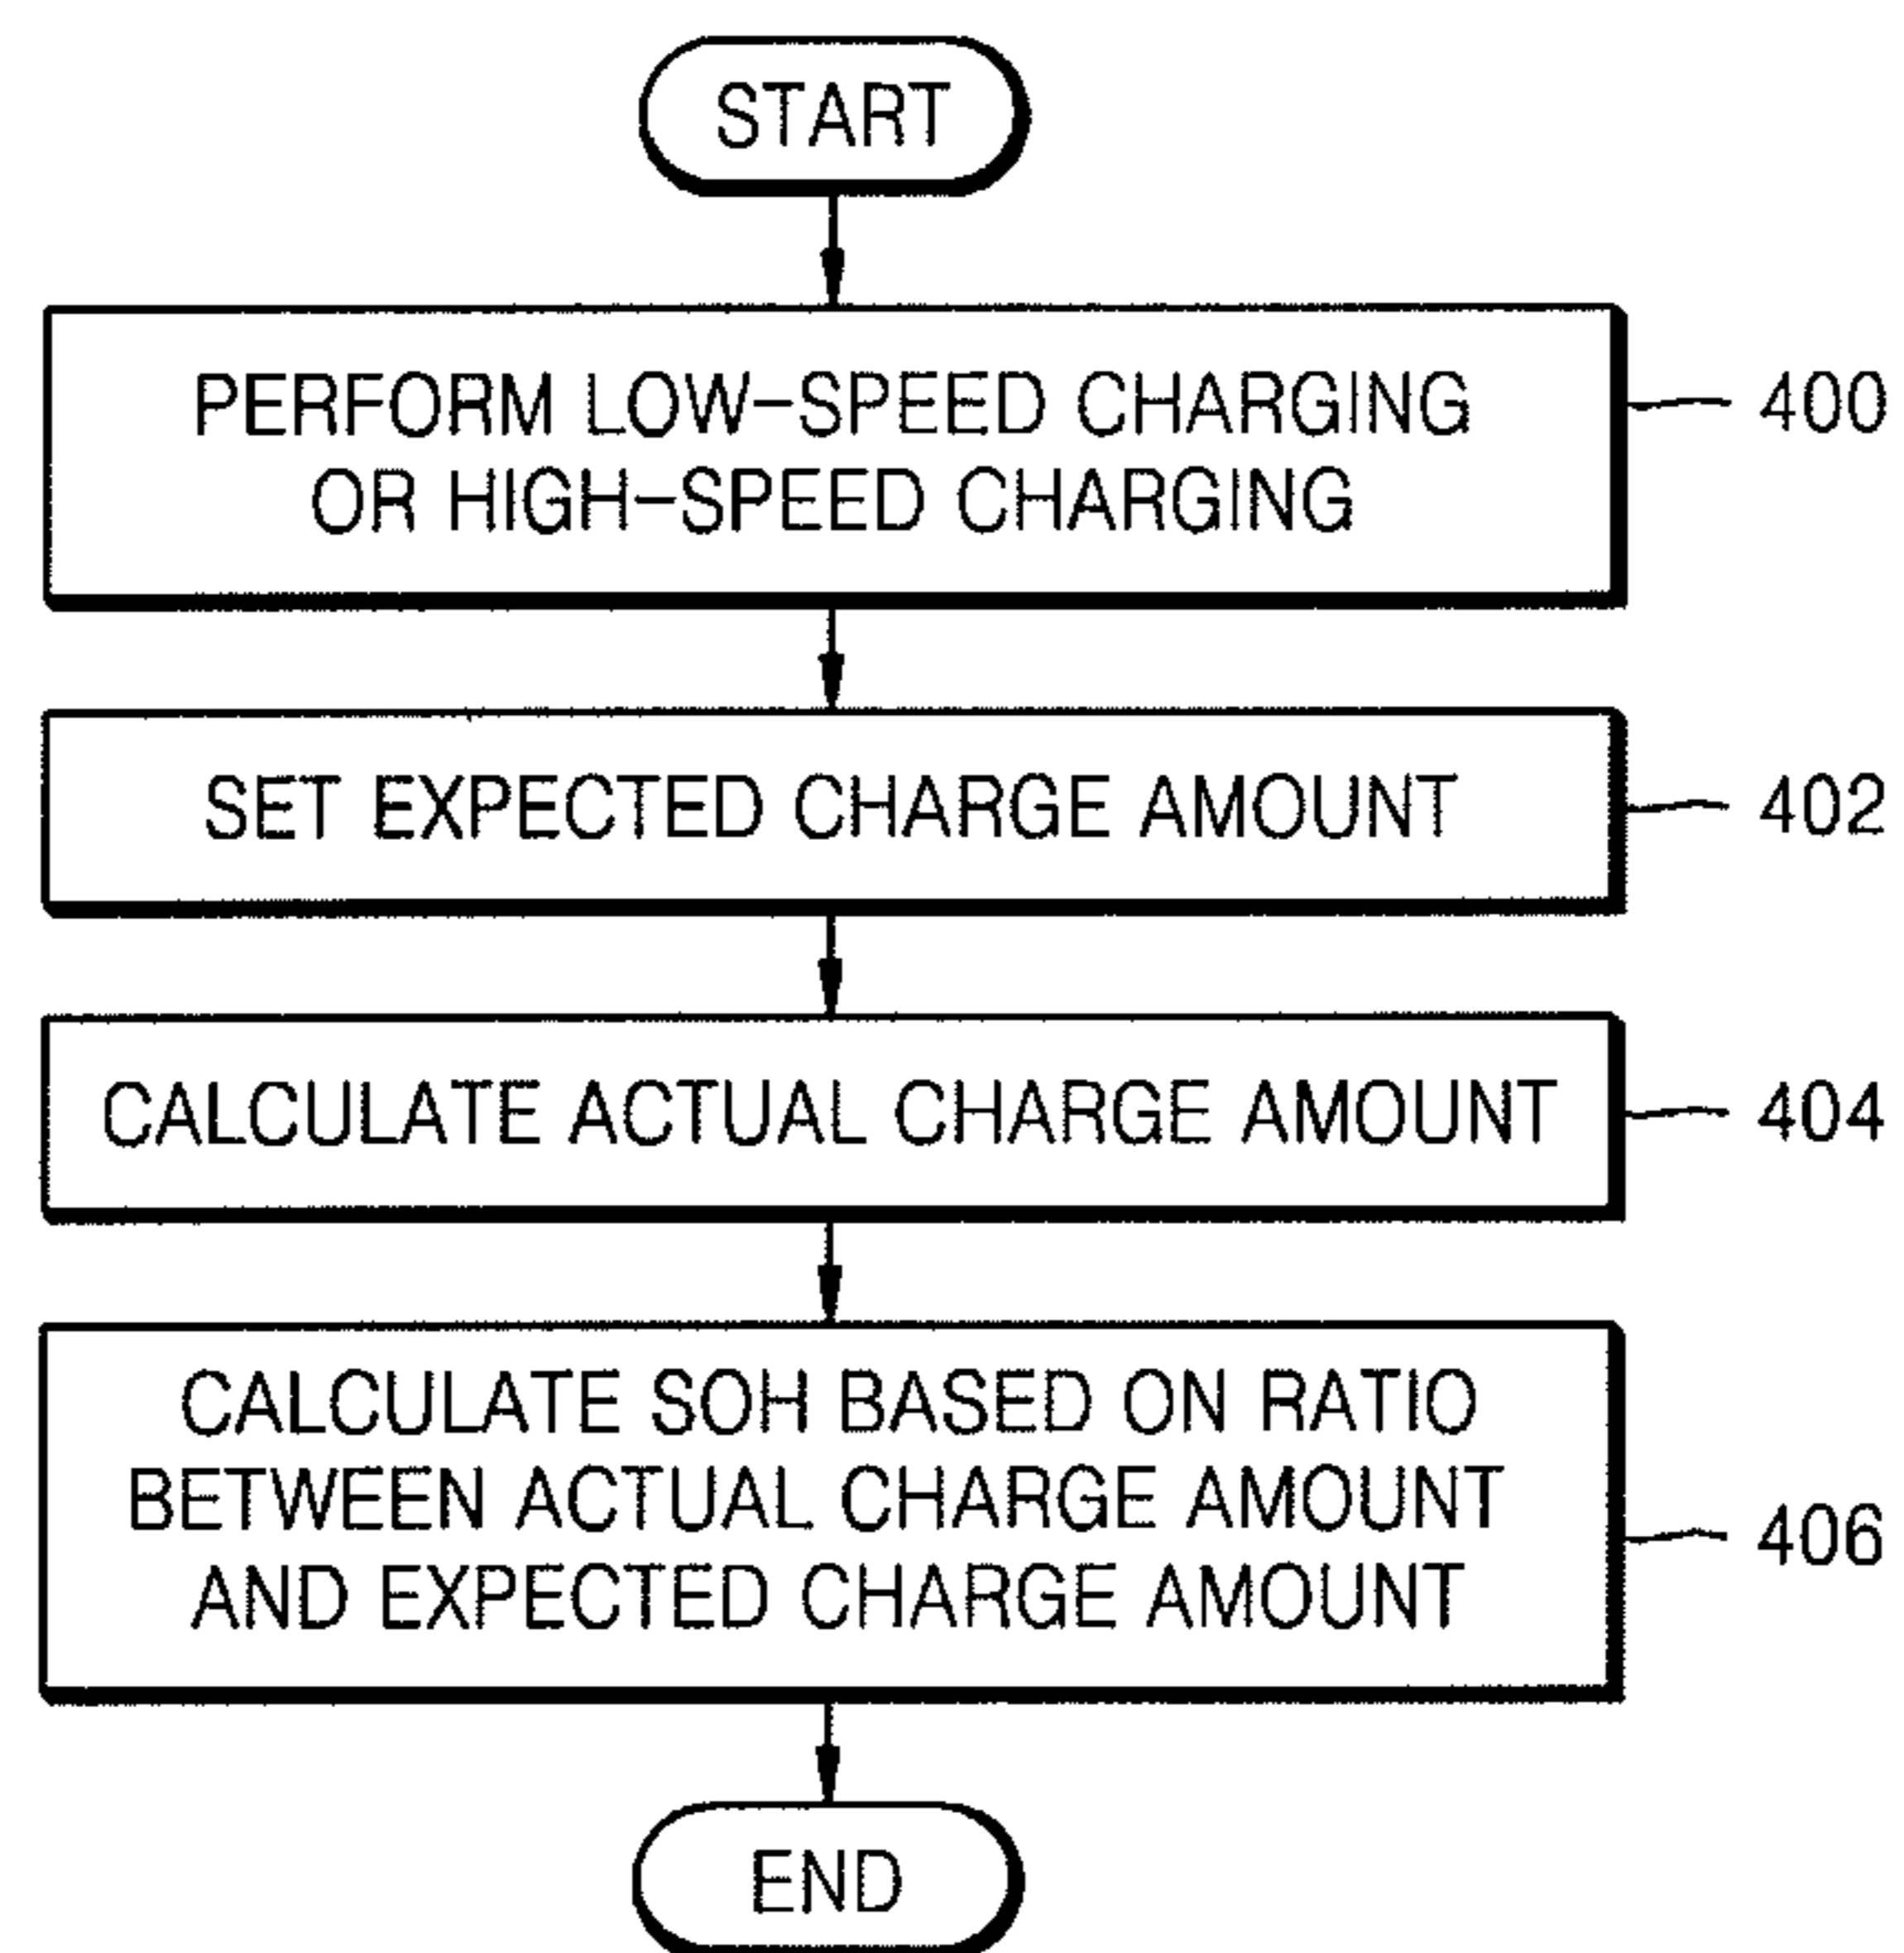 START
PERFORM LOW-SPEED CHARGING
OR HIGH-SPEED CHARGING
400
SET EXPECTED CHARGE AMOUNT
402
CALCULATE ACTUAL CHARGE AMOUNT
404
CALCULATE SOH BASED ON RATIO
BETWEEN ACTUAL CHARGE AMOUNT
AND EXPECTED CHARGE AMOUNT
406
END